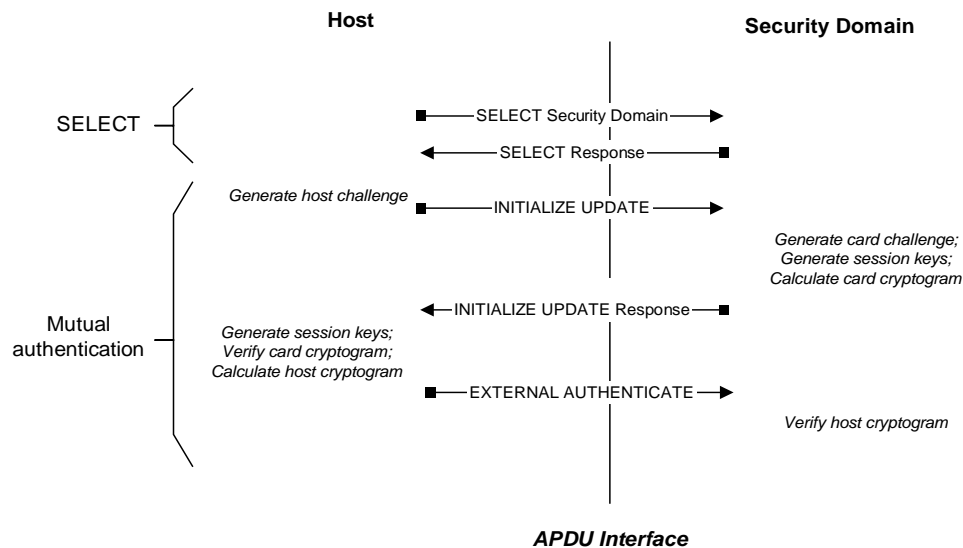 Host
Security Domain
SELECT
SELECT Security Domain
SELECT Response
Generate host challenge
INITIALIZE UPDATE
Generate card challenge;
Generate session keys;
Calculate card cryptogram
Mutual
authentication
INITIALIZE UPDATE Response
Generate session keys;
Verify card cryptogram;
Calculate host cryptogram
EXTERNAL AUTHENTICATE
Verify host cryptogram
APDU Interface